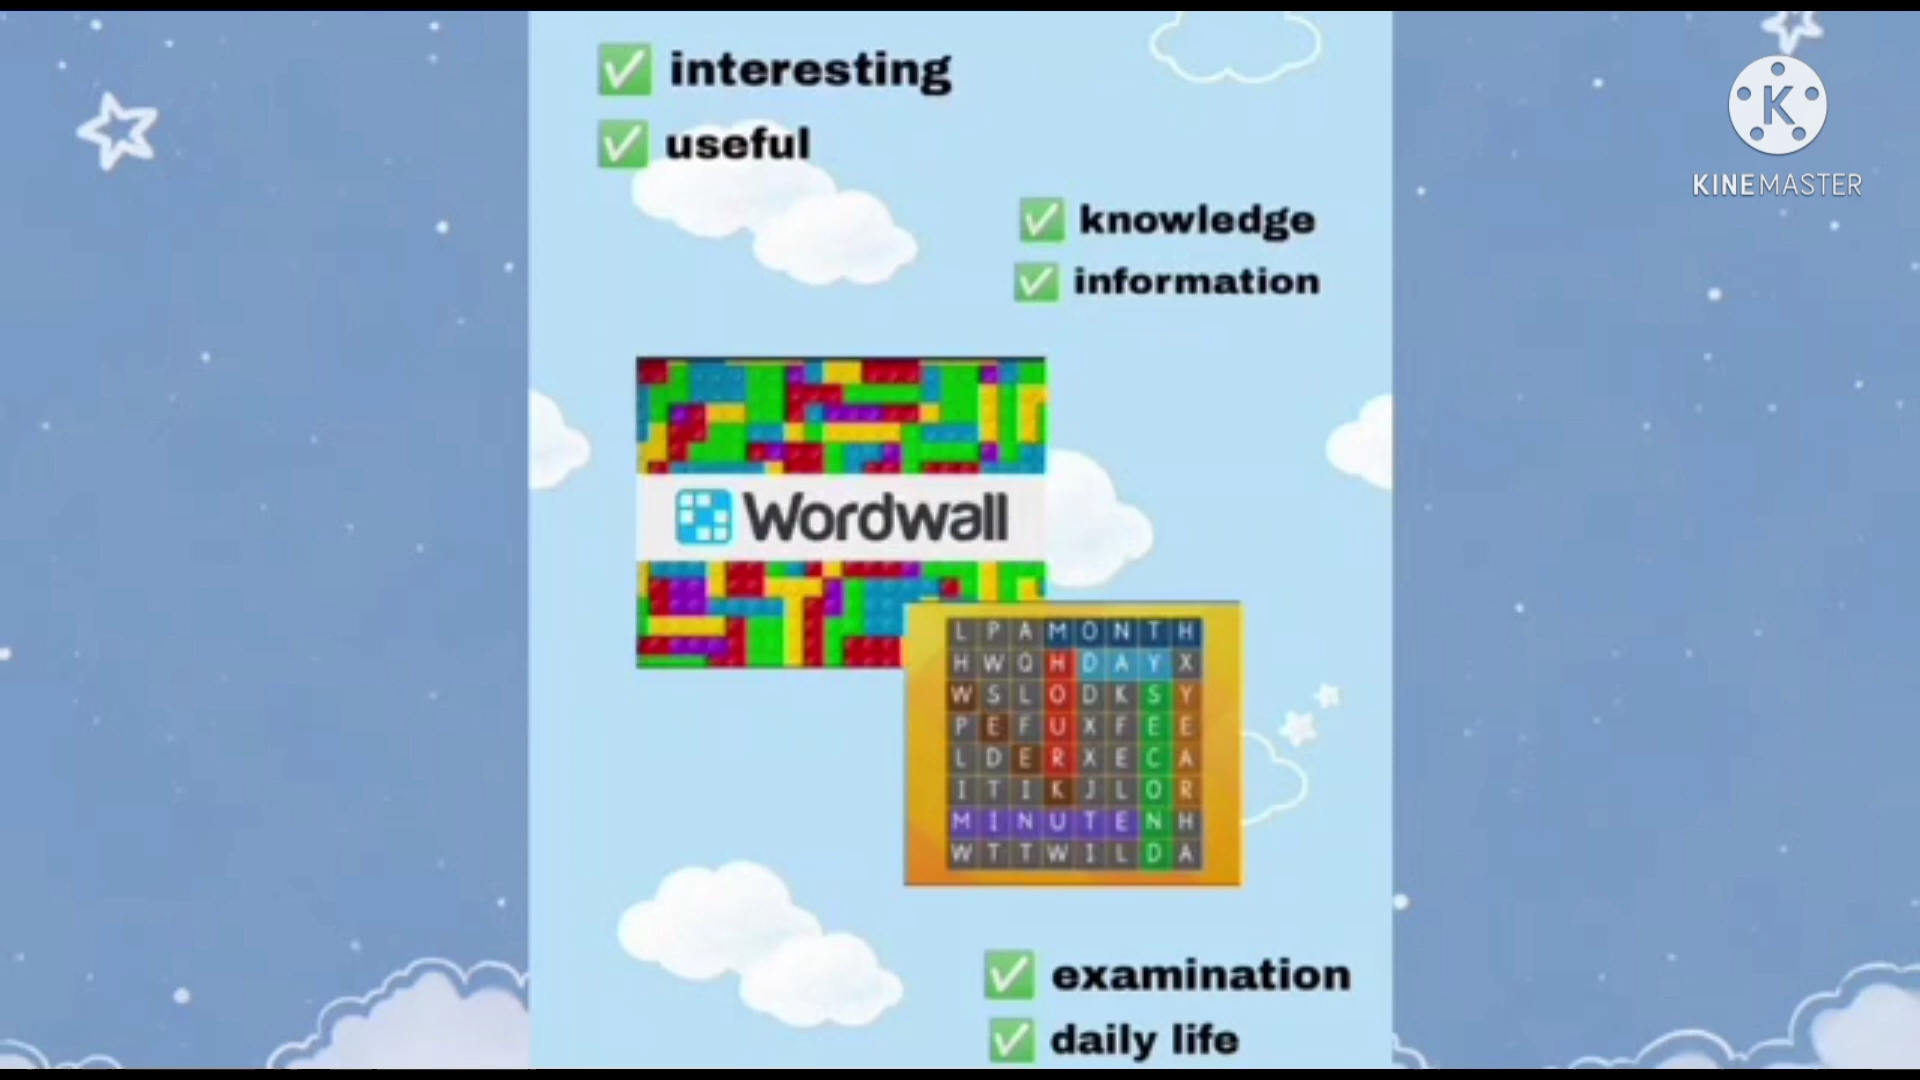 ✅ interesting
✅ useful
KINEMASTER
✅ knowledge
✅ information
Wordwall
L P A M O N T H
H W Q H D A Y X
W S L O D K S Y
P E F U X F E E
L D E R X E C A
I T I K J L O R
M I N U T E N H
W T T W I L D A
✅ examination
✅ daily life